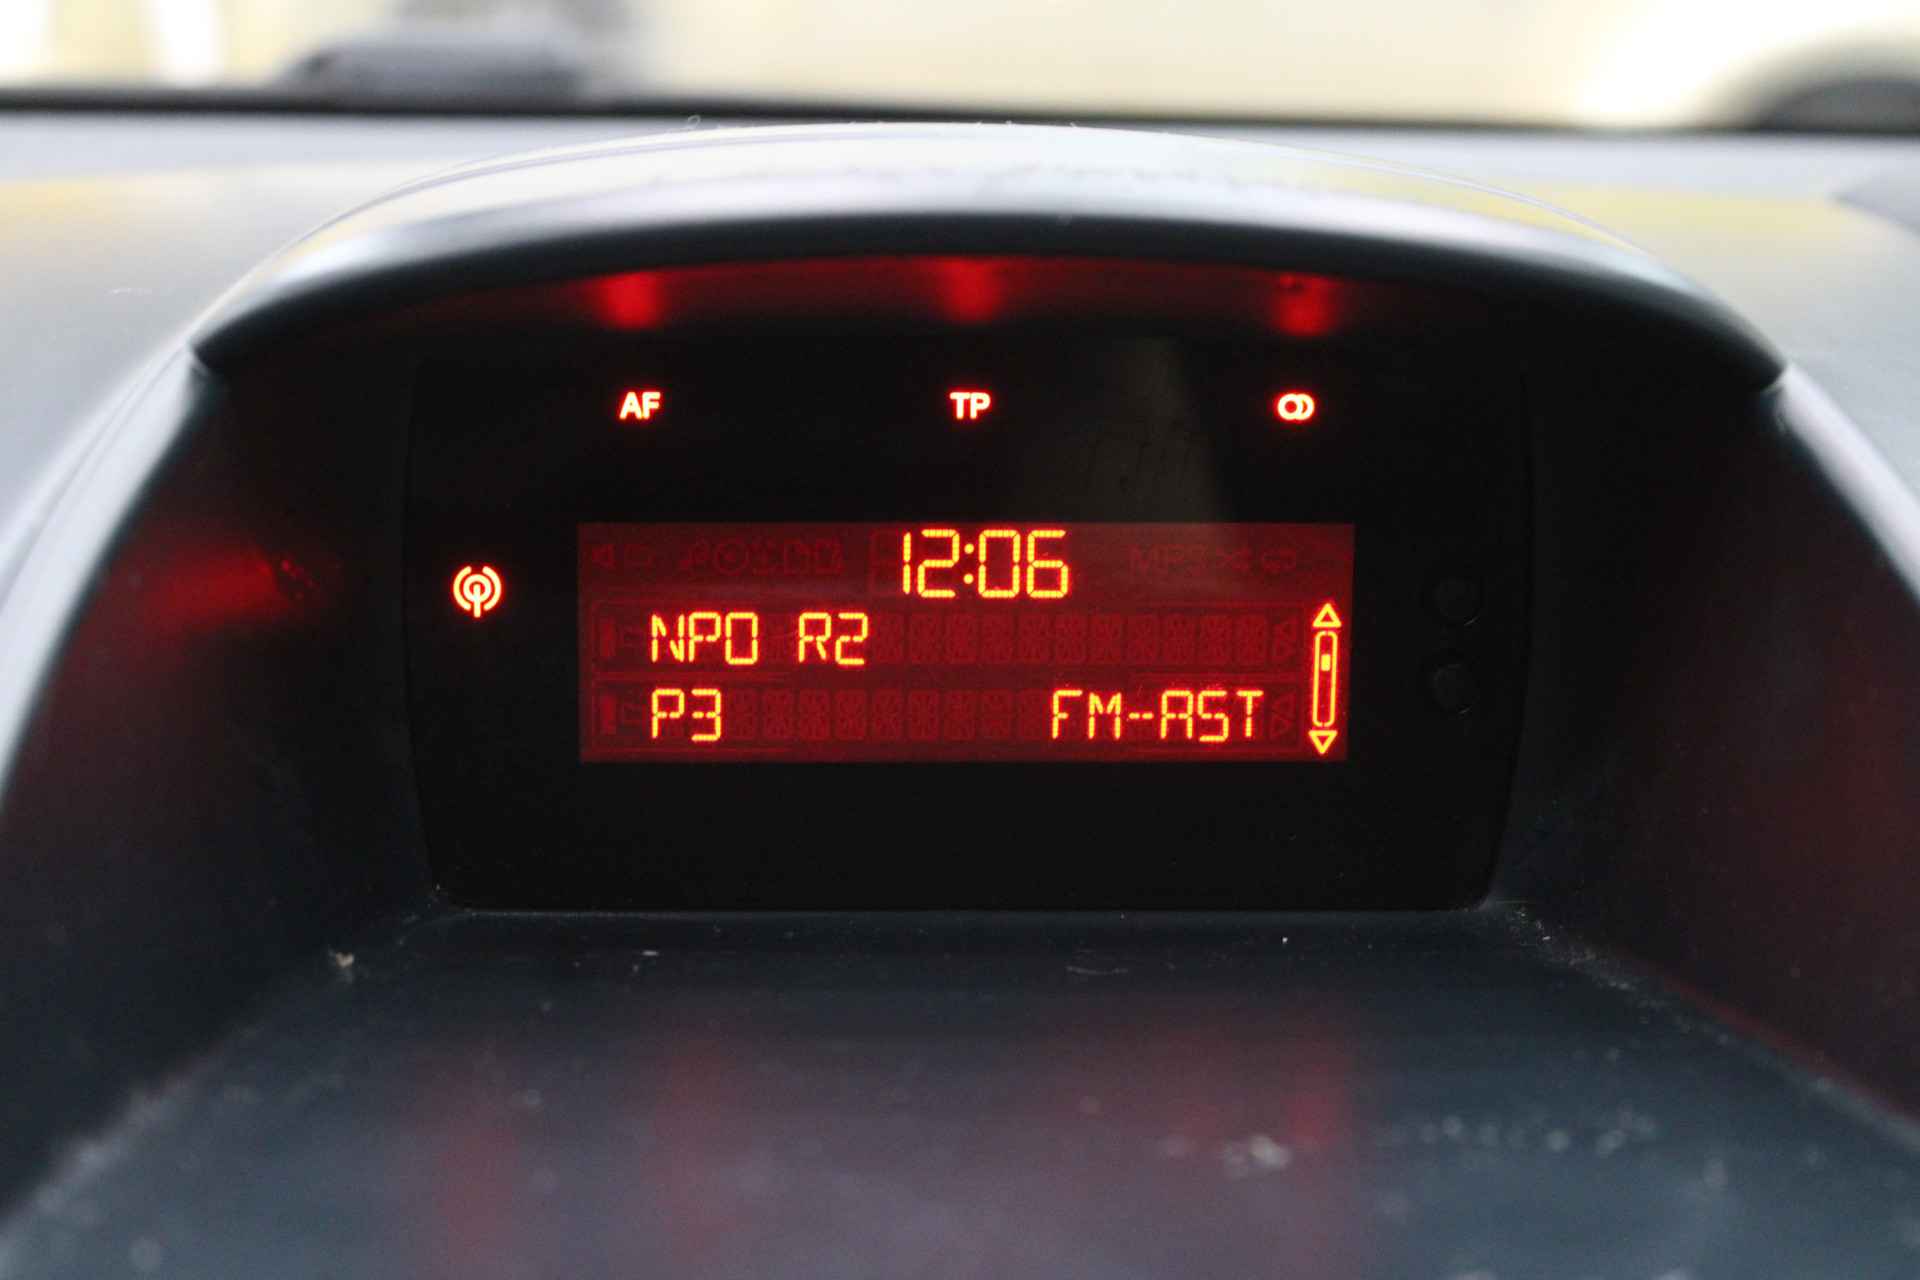 AF TP
12:06
NPO R2
P3 FM-AST